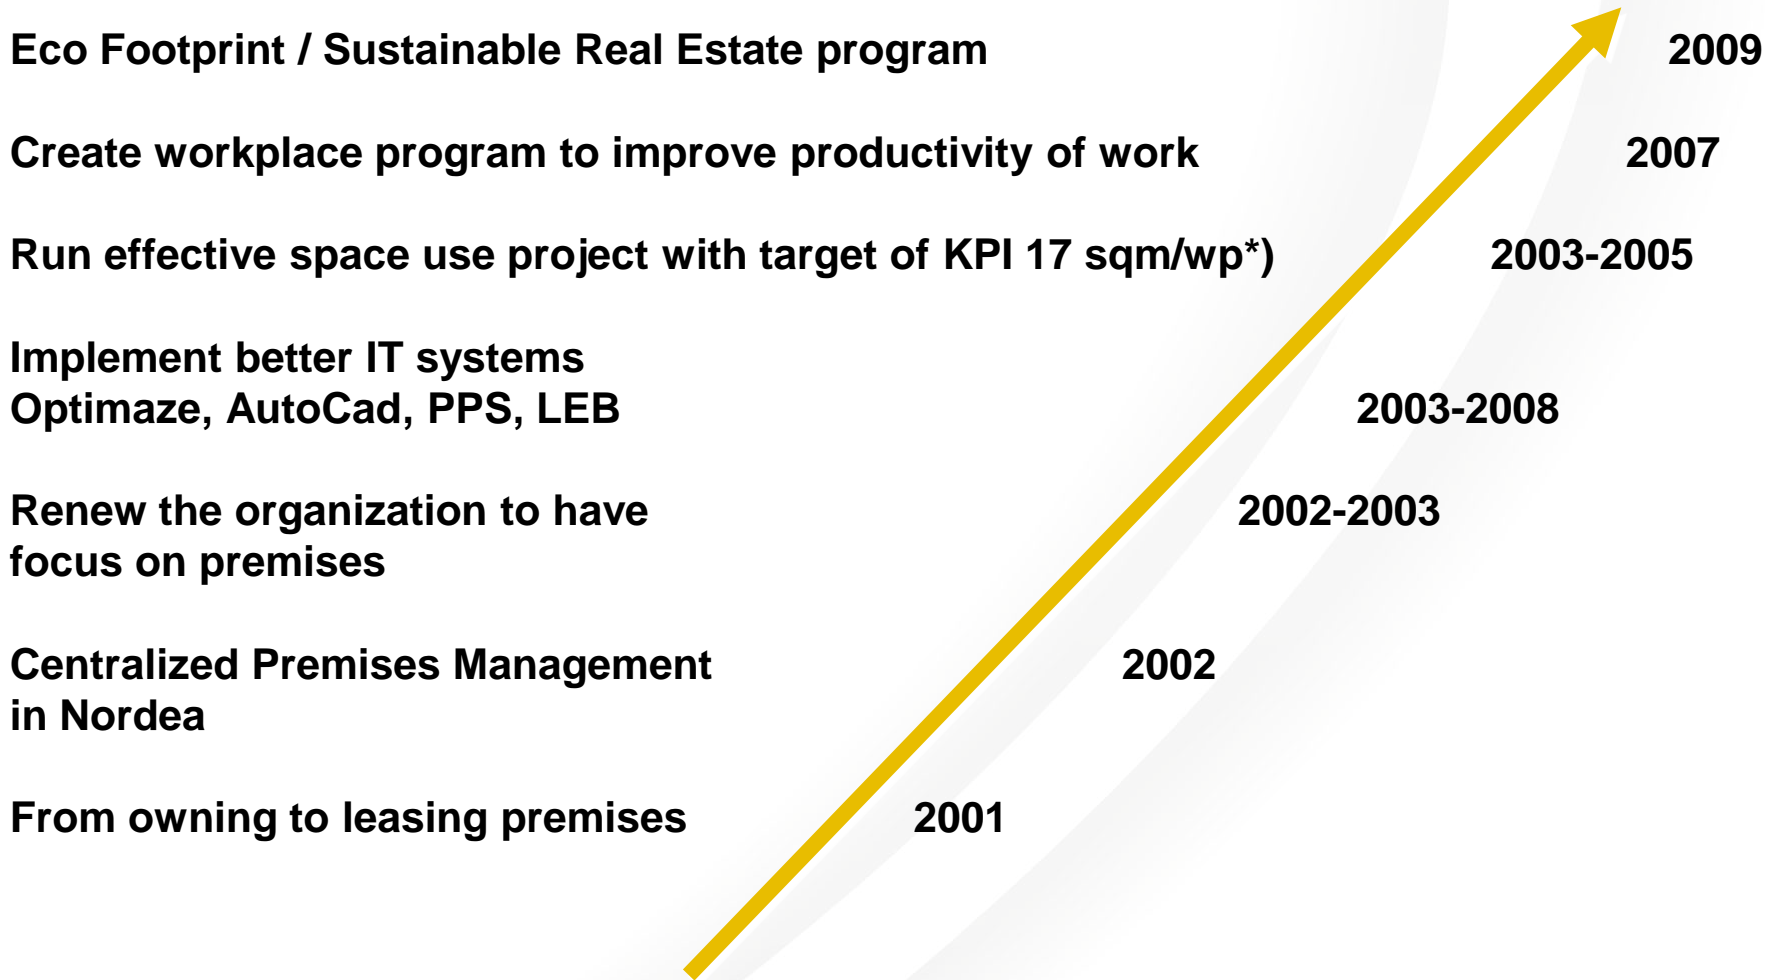 Eco Footprint / Sustainable Real Estate program 2009
Create workplace program to improve productivity of work 2007
Run effective space use project with target of KPI 17 sqm/wp*) 2003-2005
Implement better IT systems
Optimaze, AutoCad, PPS, LEB 2003-2008
Renew the organization to have 2002-2003
focus on premises
Centralized Premises Management 2002
in Nordea
From owning to leasing premises 2001